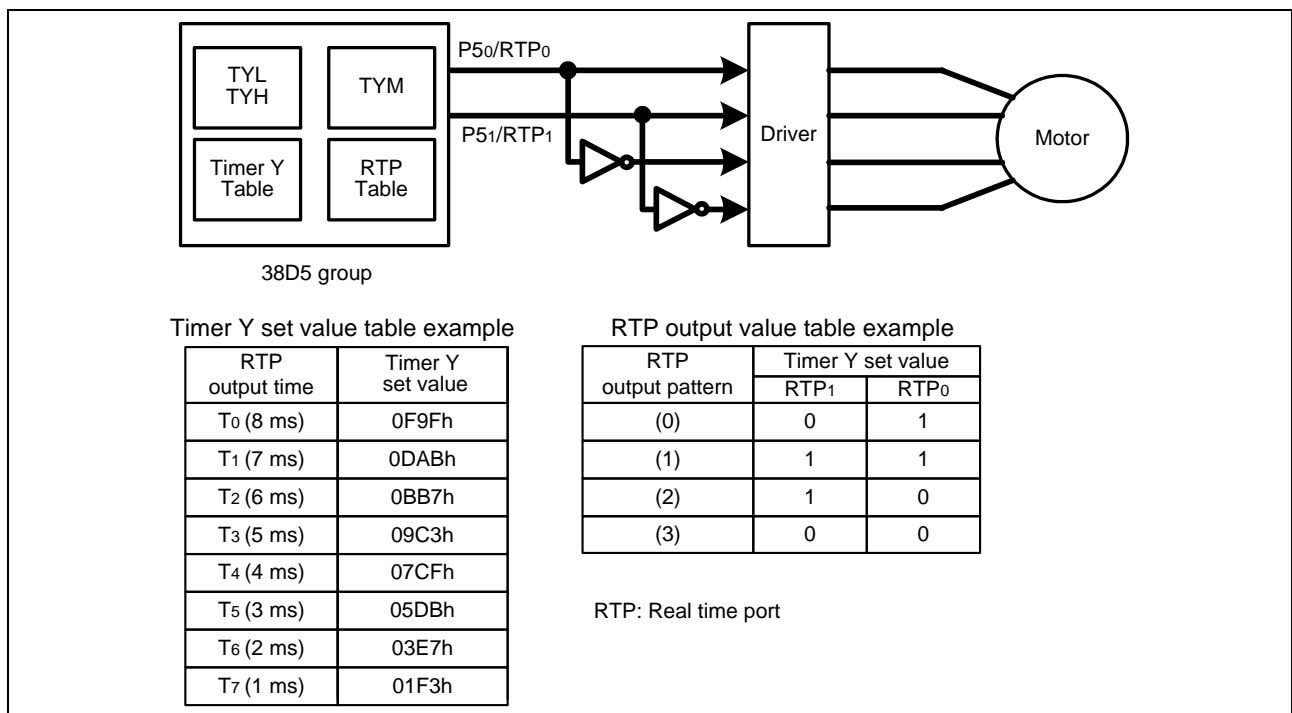 P50/RTP0
TYL
TYH
TYM
P51/RTP1
Driver
Motor
Timer Y
Table
RTP
Table
38D5 group
Timer Y set value table example
RTP
output time
Timer Y
set value
T0 (8 ms) 0F9Fh
T1 (7 ms) 0DABh
T2 (6 ms) 0BB7h
T3 (5 ms) 09C3h
T4 (4 ms) 07CFh
T5 (3 ms) 05DBh
T6 (2 ms) 03E7h
T7 (1 ms) 01F3h
RTP output value table example
RTP
output pattern
Timer Y set value
RTP1 RTP0
(0) 0 1
(1) 1 1
(2) 1 0
(3) 0 0
RTP: Real time port